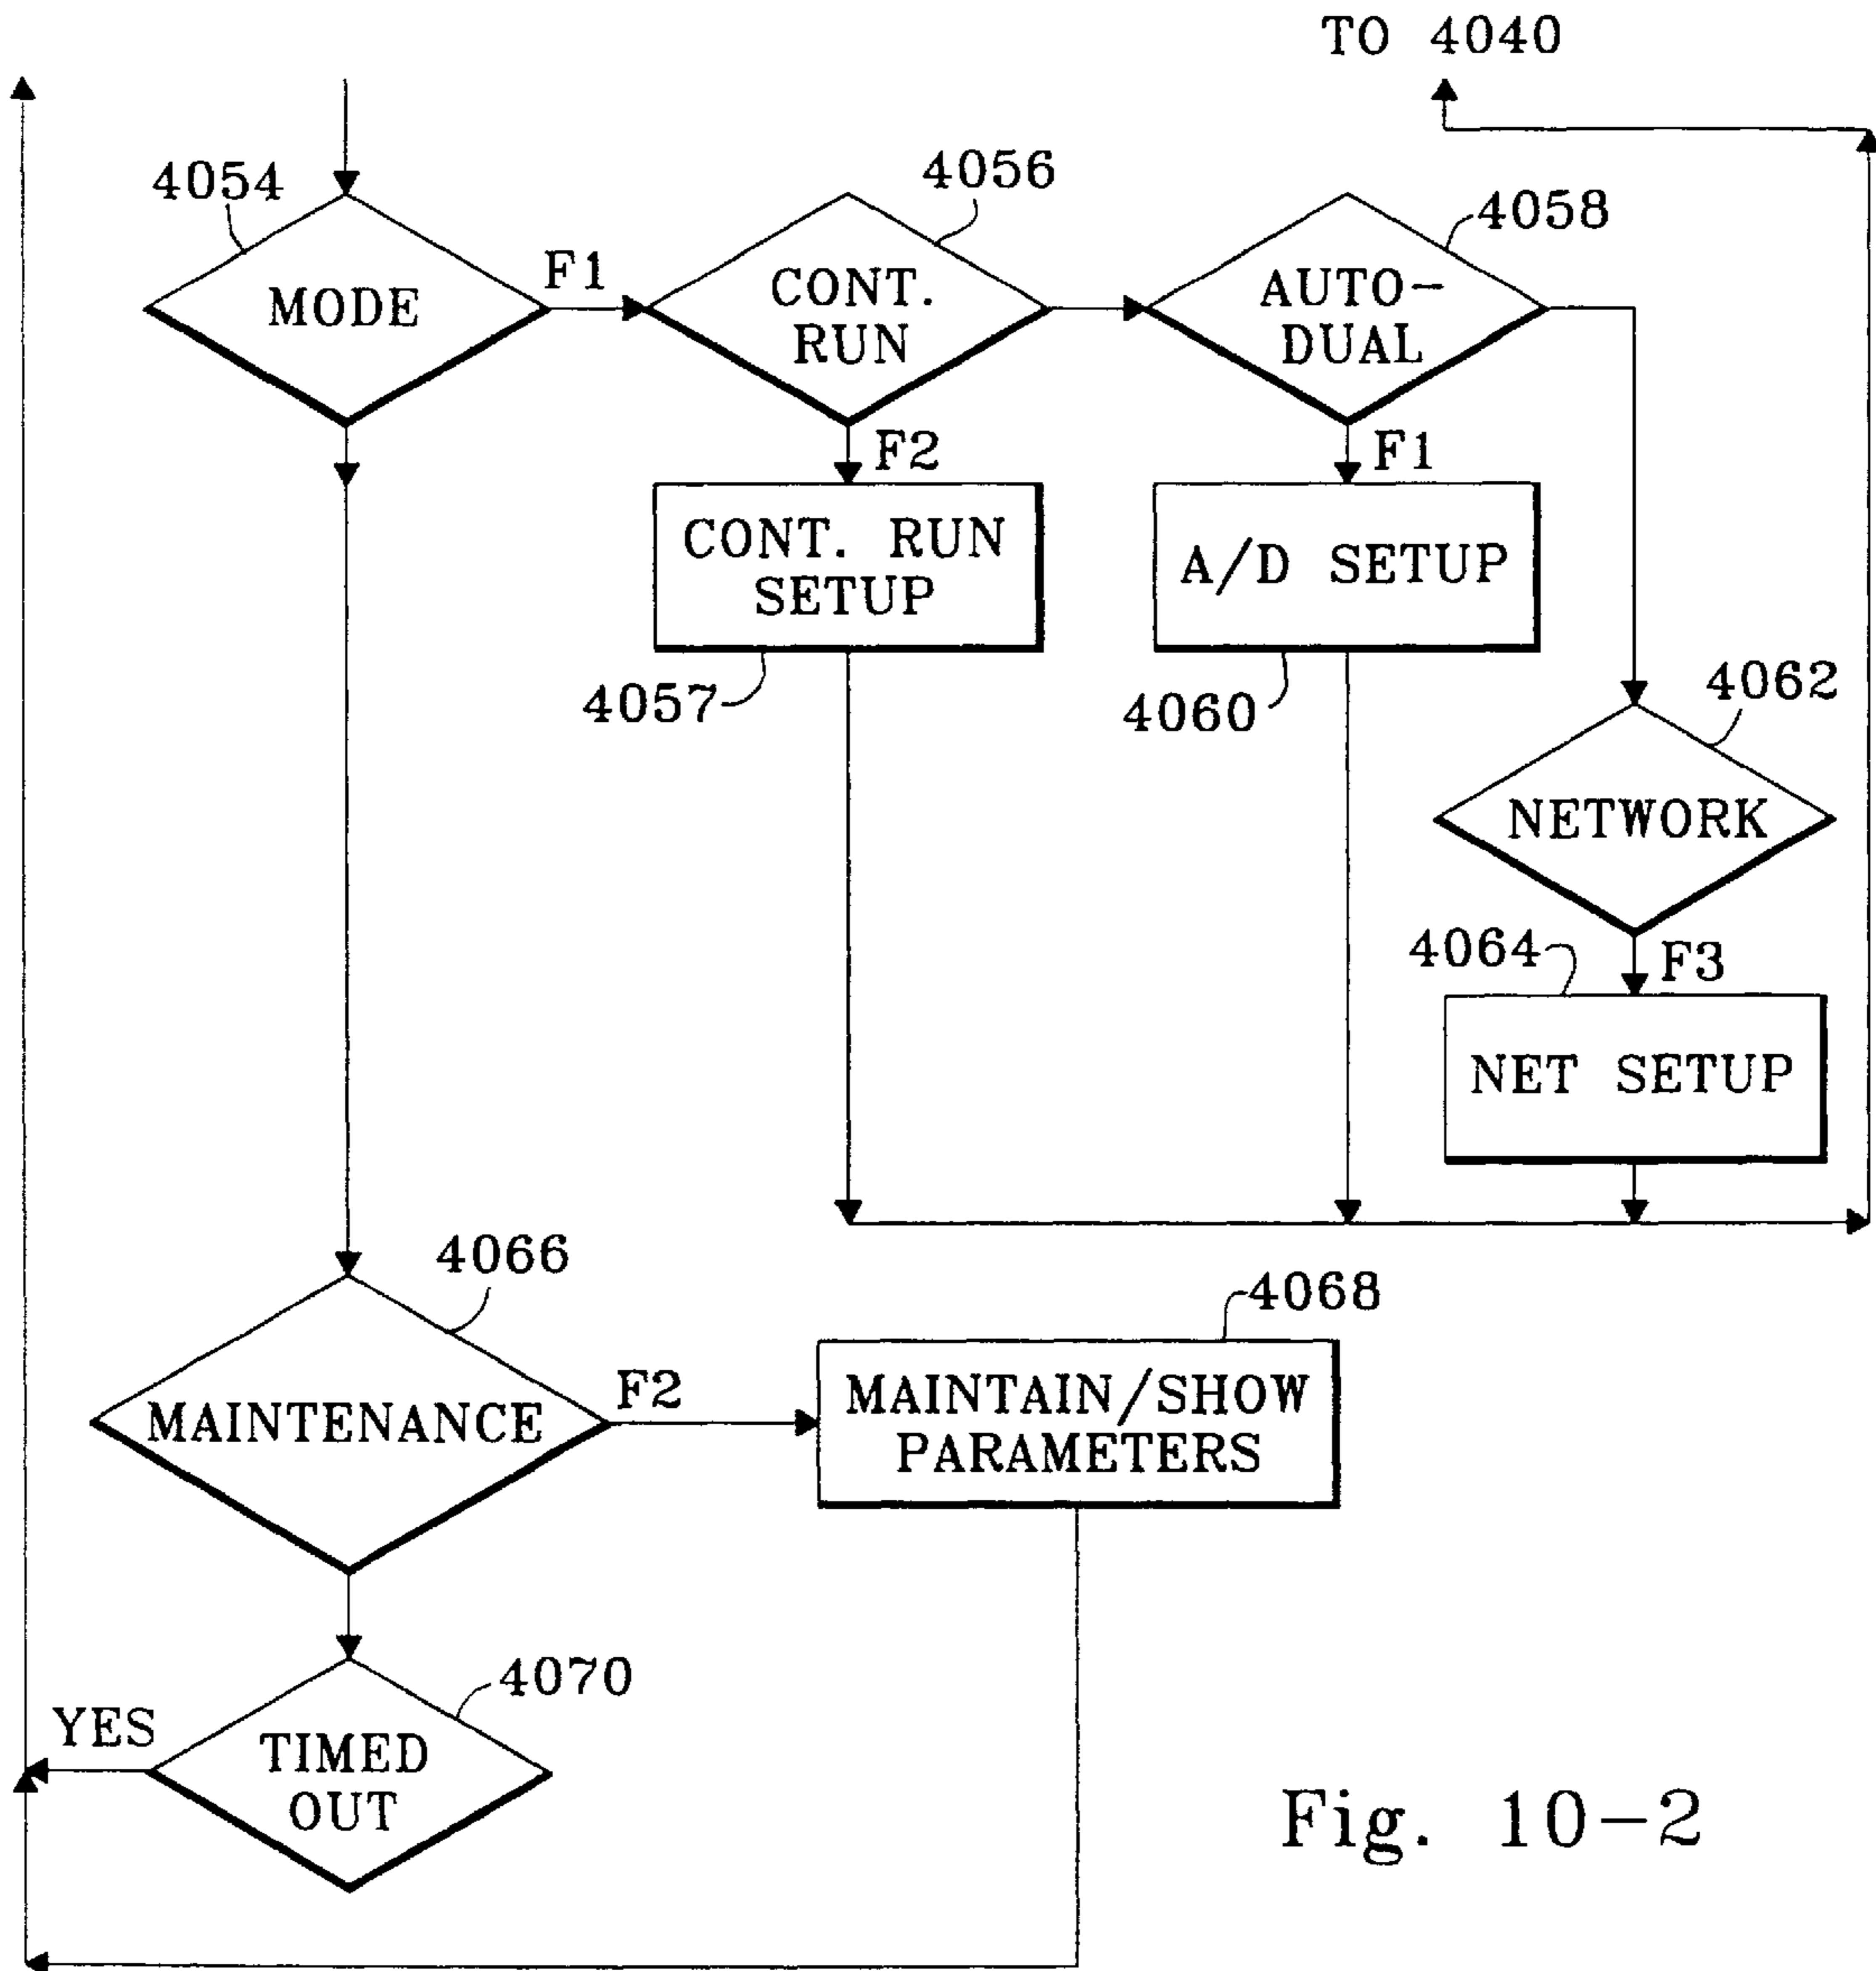 TO 4040
4054
4056
4058
F1
MODE
CONT.
RUN
AUTO-
DUAL
F2
F1
CONT. RUN
SETUP
A/D SETUP
4057
4060
4062
NETWORK
4064
F3
NET SETUP
4066
4068
MAINTENANCE
F2
MAINTAIN/SHOW
PARAMETERS
4070
YES
TIMED
OUT
Fig. 10-2